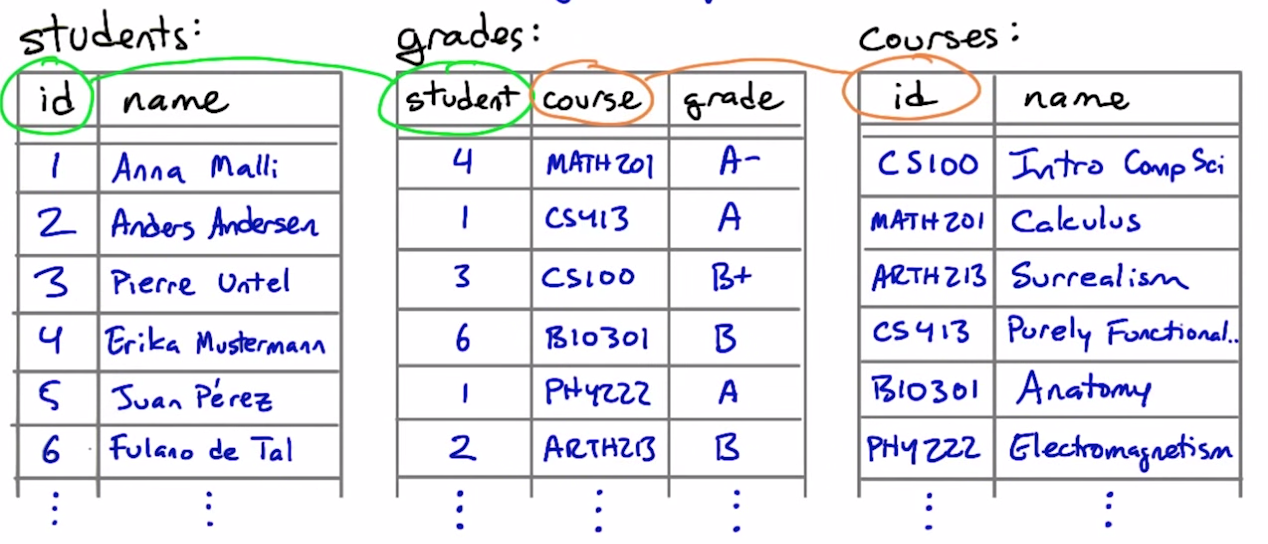 students:
id name
1 Anna Malli
2 Anders Andersen
3 Pierre Untel
4 Erika Mustermann
5 Juan Pérez
6 Fulano de Tal
grades:
student course grade
4 MATH201 A-
1 CS413 A
3 CS100 B+
6 BIO301 B
1 PHY222 A
2 ARTH213 B
courses:
id name
CS100 Intro Comp Sci
MATH201 Calculus
ARTH213 Surrealism
CS413 Purely Functional..
BIO301 Anatomy
PHY222 Electromagnetism